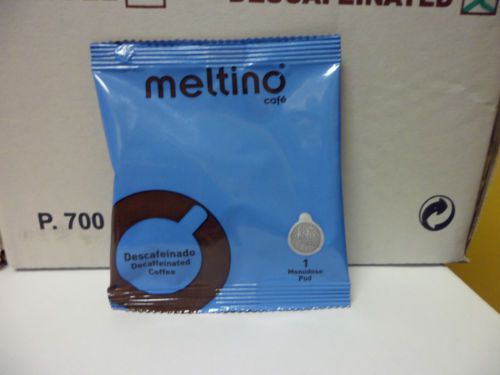 DESCAFEINATED
meltino
café
P. 700
Descafeinado
Decaffeinated
Coffee
1
Monodose
Pod